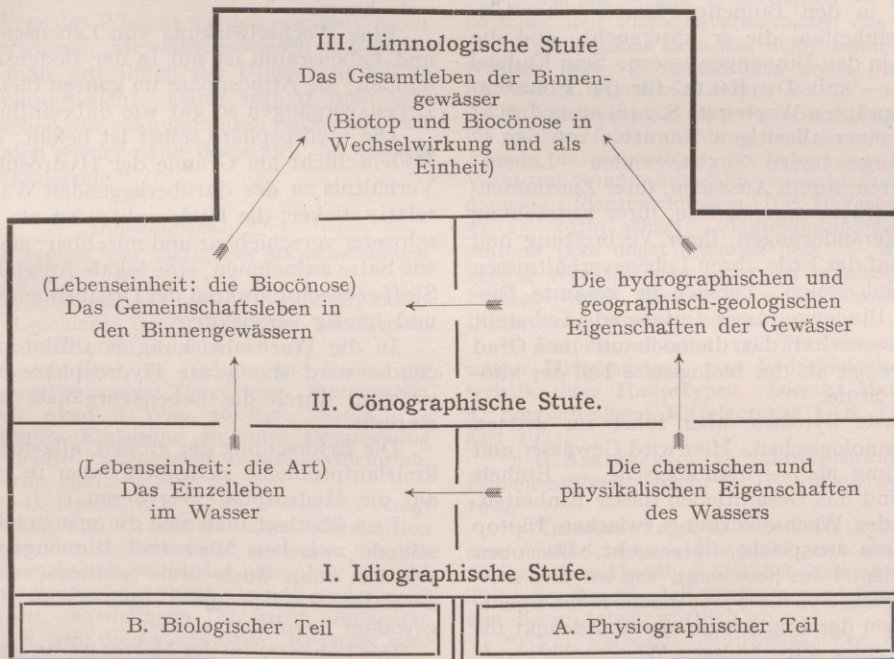 III. Limnologische Stufe
Das Gesamtleben der Binnen-
gewässer
(Biotop und Biocönose in
Wechselwirkung und als
Einheit)
(Lebenseinheit: die Biocönose)
Das Gemeinschaftsleben in
den Binnengewässern
Die hydrographischen und
geographisch-geologischen
Eigenschaften der Gewässer
II. Cönographische Stufe.
(Lebenseinheit: die Art)
Das Einzelleben
im Wasser
Die chemischen und
physikalischen Eigenschaften
des Wassers
I. Idiographische Stufe.
B. Biologischer Teil
A. Physiographischer Teil